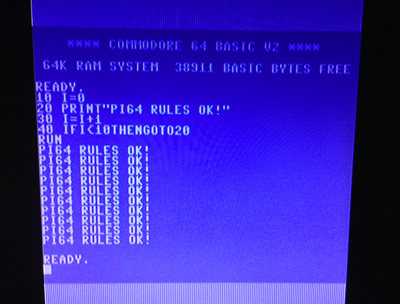 **** COMMODORE 64 BASIC V2 ****
64K RAM SYSTEM 38911 BASIC BYTES FREE
READY.
10 I=0
20 PRINT"PI64 RULES OK!"
30 I=I+1
40 IFI<10THENGOTO20
RUN
PI64 RULES OK!
PI64 RULES OK!
PI64 RULES OK!
PI64 RULES OK!
PI64 RULES OK!
PI64 RULES OK!
PI64 RULES OK!
PI64 RULES OK!
PI64 RULES OK!
PI64 RULES OK!
READY.